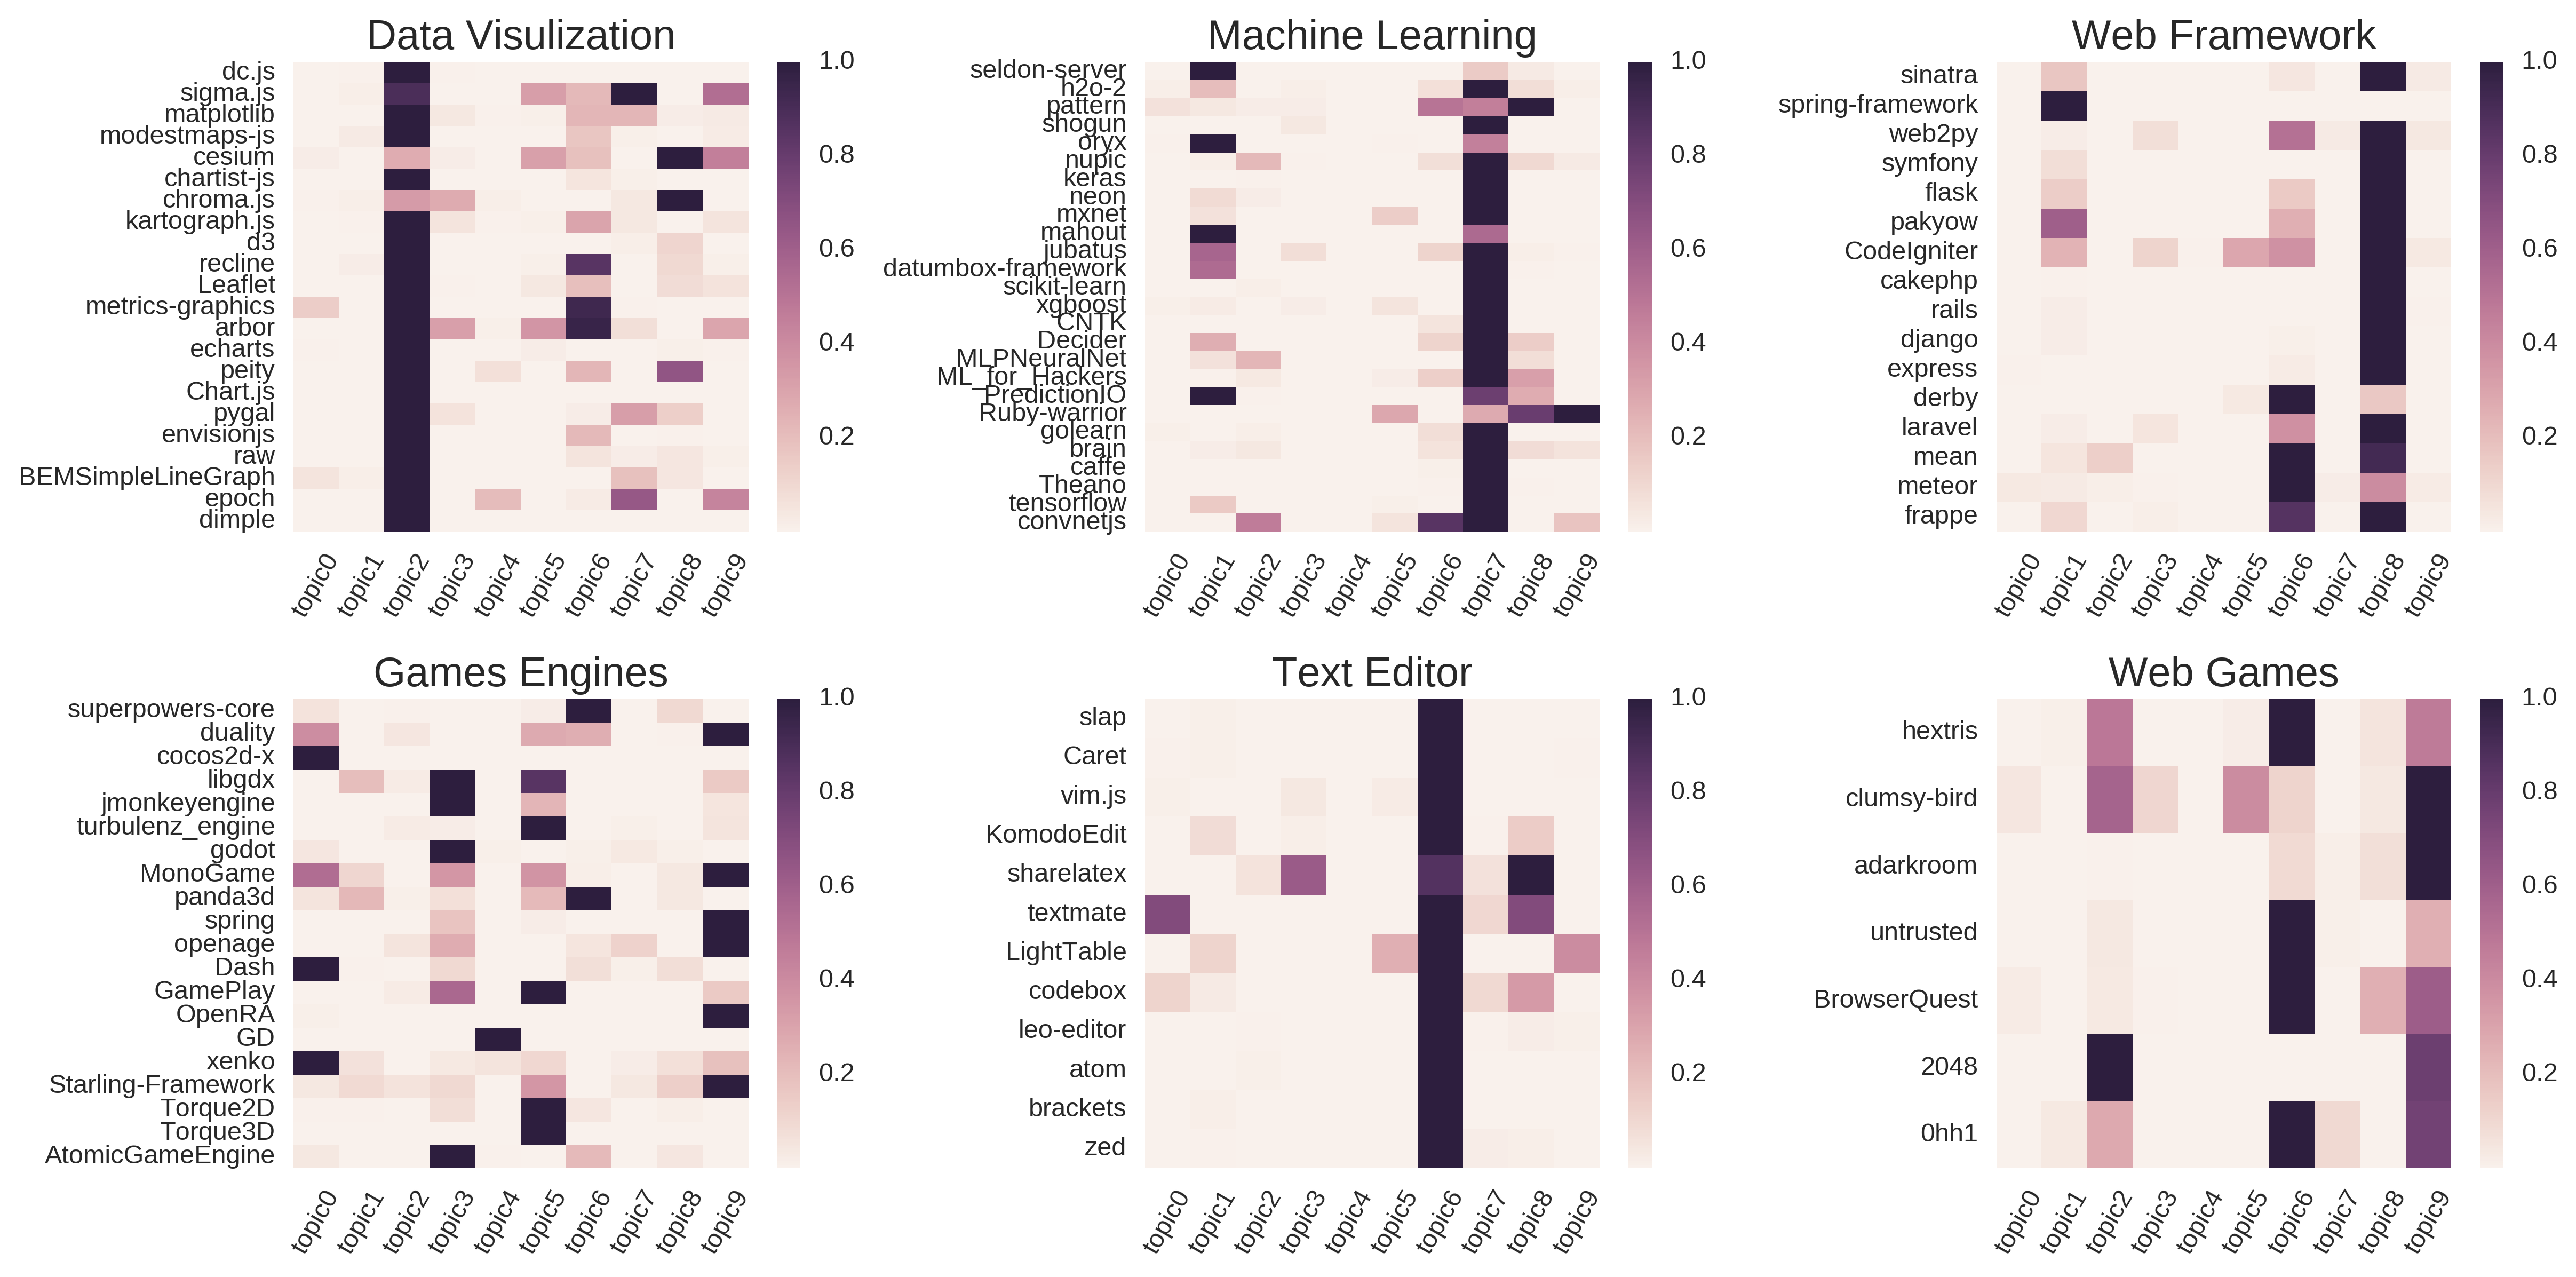 Data Visulization
dc.js
sigma.js
matplotlib
modestmaps-js
cesium
chartist-js
chroma.js
kartograph.js
d3
recline
Leaflet
metrics-graphics
arbor
echarts
peity
Chart.js
pygal
envisionjs
raw
BEMSimpleLineGraph
epoch
dimple
topic0 topic1 topic2 topic3 topic4 topic5 topic6 topic7 topic8 topic9
1.0
0.8
0.6
0.4
0.2
Machine Learning
seldon-server
h2o-2
pattern
shogun
oryx
nupic
keras
neon
mxnet
mahout
jubatus
datumbox-framework
scikit-learn
xgboost
CNTK
Decider
MLPNeuralNet
ML_for_Hackers
PredictionIO
Ruby-warrior
golearn
brain
caffe
Theano
tensorflow
convnetjs
topic0 topic1 topic2 topic3 topic4 topic5 topic6 topic7 topic8 topic9
1.0
0.8
0.6
0.4
0.2
Web Framework
sinatra
spring-framework
web2py
symfony
flask
pakyow
CodeIgniter
cakephp
rails
django
express
derby
laravel
mean
meteor
frappe
topic0 topic1 topic2 topic3 topic4 topic5 topic6 topic7 topic8 topic9
1.0
0.8
0.6
0.4
0.2
Games Engines
superpowers-core
duality
cocos2d-x
libgdx
jmonkeyengine
turbulenz_engine
godot
MonoGame
panda3d
spring
openage
Dash
GamePlay
OpenRA
GD
xenko
Starling-Framework
Torque2D
Torque3D
AtomicGameEngine
topic0 topic1 topic2 topic3 topic4 topic5 topic6 topic7 topic8 topic9
1.0
0.8
0.6
0.4
0.2
Text Editor
slap
Caret
vim.js
KomodoEdit
sharelatex
textmate
LightTable
codebox
leo-editor
atom
brackets
zed
topic0 topic1 topic2 topic3 topic4 topic5 topic6 topic7 topic8 topic9
1.0
0.8
0.6
0.4
0.2
Web Games
hextris
clumsy-bird
adarkroom
untrusted
BrowserQuest
2048
0hh1
topic0 topic1 topic2 topic3 topic4 topic5 topic6 topic7 topic8 topic9
1.0
0.8
0.6
0.4
0.2